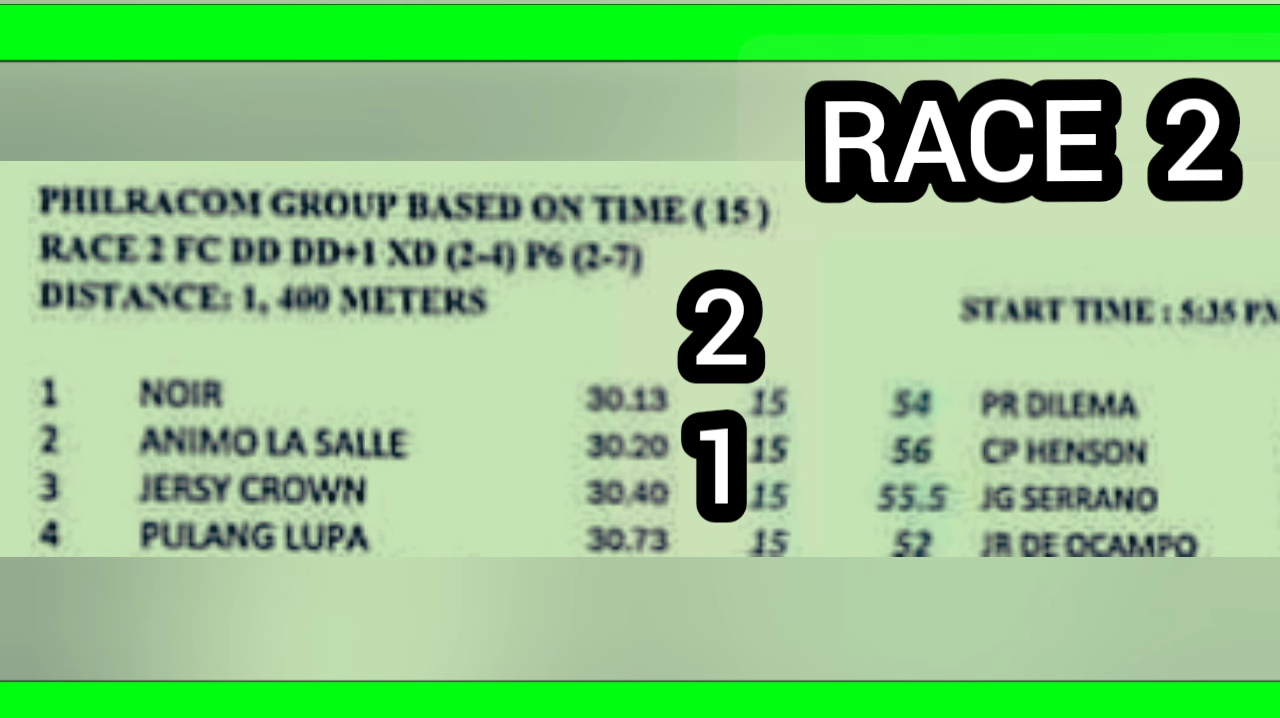 RACE 2
PHILRACOM GROUP BASED ON TIME ( 15 )
RACE 2 FC DD DD+1 XD (2-4) P6 (2-7)
DISTANCE: 1, 400 METERS
START TIME : 5:35 PM
2
1 NOIR 30.13 15 54 PR DILEMA
2 ANIMO LA SALLE 30.20 15 56 CP HENSON
1
3 JERSY CROWN 30.40 15 55.5 JG SERRANO
4 PULANG LUPA 30.73 15 52 JR DE OCAMPO